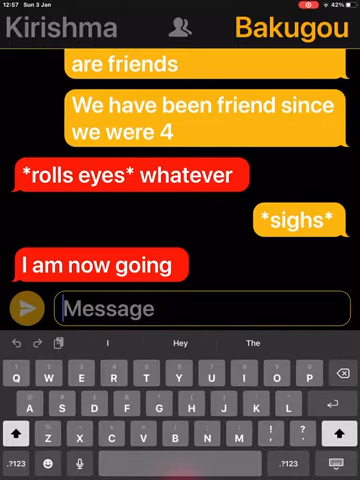 12:57 Sun 3 Jan 42%
Kirishma Bakugou
are friends
We have been friend since
we were 4
*rolls eyes* whatever
*sighs*
I am now going
Message
I Hey The
Q W E R T Y U I O P
A S D F G H J K L
Z X C V B N M ! , ? .
.?123 .?123